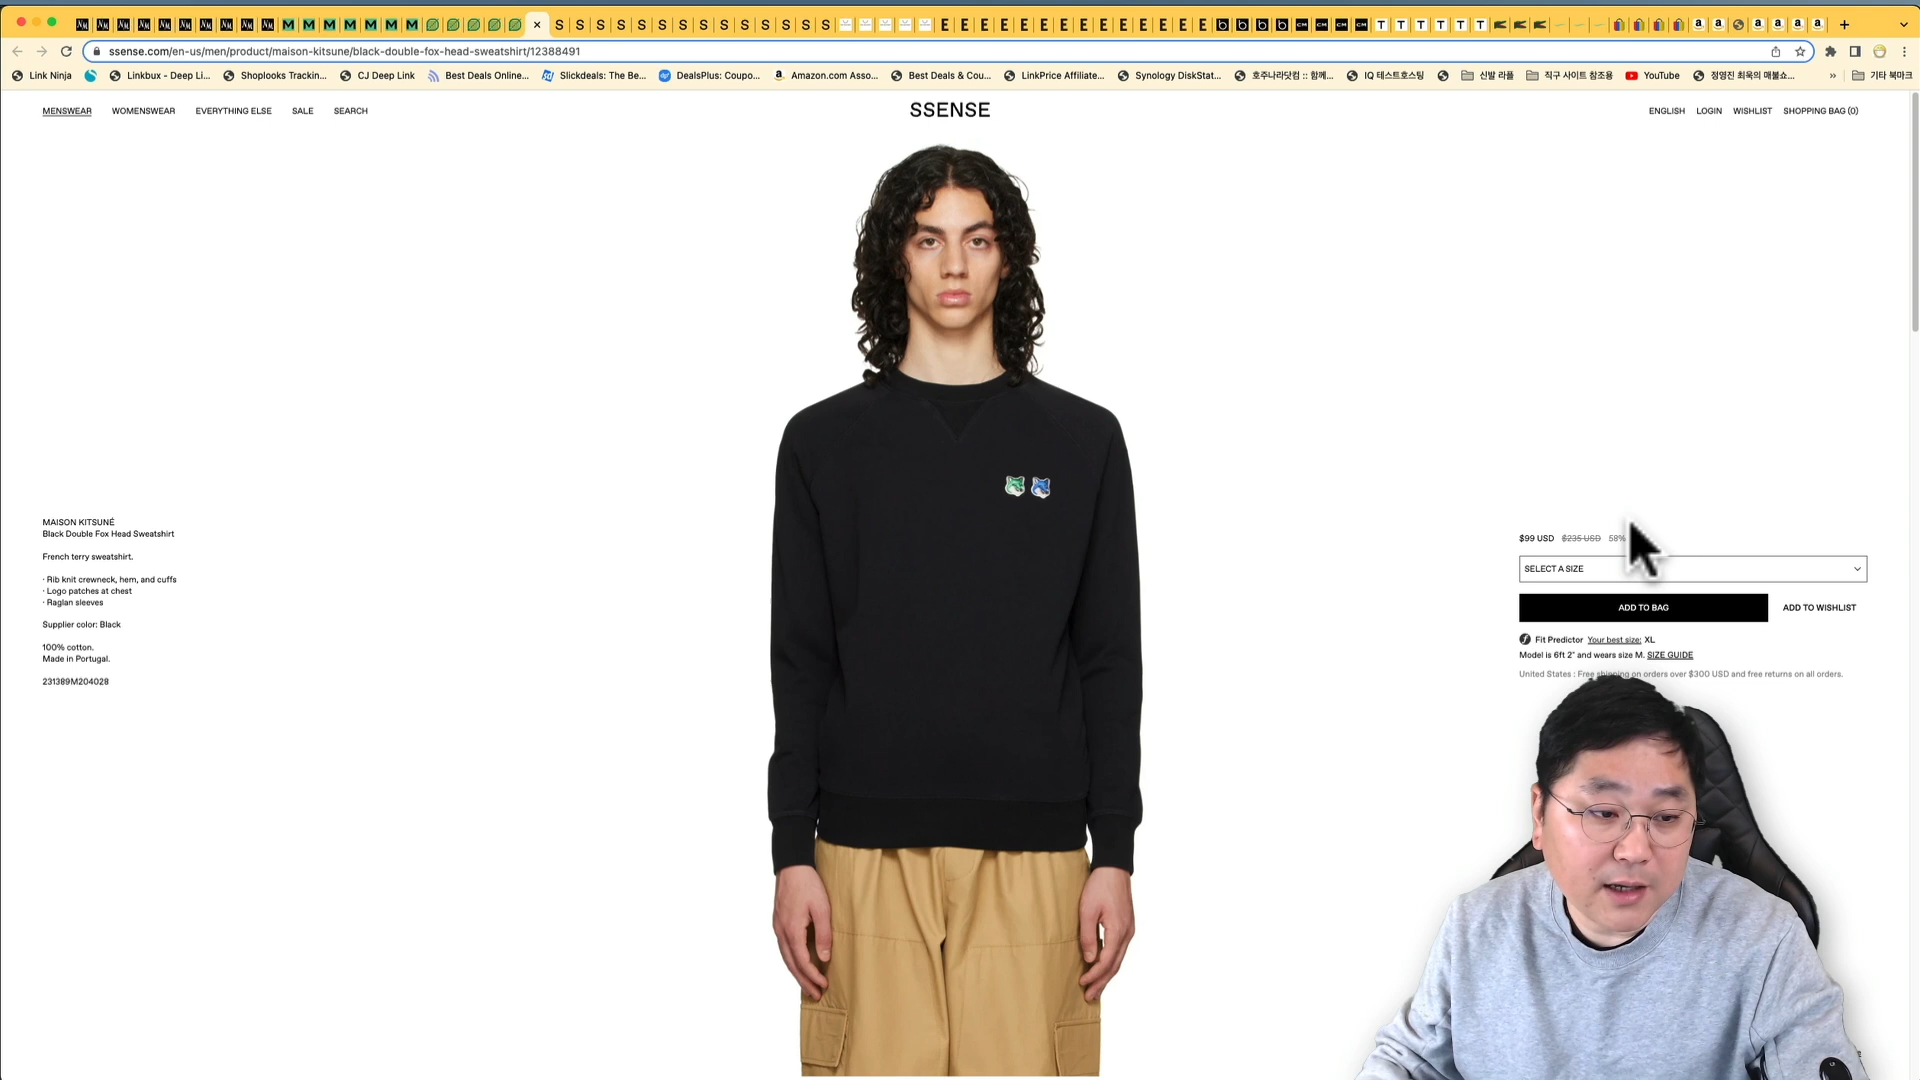 ssense.com/en-us/men/product/maison-kitsune/black-double-fox-head-sweatshirt/12388491
Link Ninja
Linkbux - Deep Li...
Shoplooks Trackin...
CJ Deep Link
Best Deals Online...
Slickdeals: The Be...
DealsPlus: Coupo...
Amazon.com Asso...
Best Deals & Cou...
LinkPrice Affiliate...
Synology DiskStat...
호주나라닷컴 :: 함께...
IQ 테스트호스팅
신발 라플
직구 사이트 참조용
YouTube
정영진 최욱의 매불쇼...
»
기타 북마크
MENSWEAR WOMENSWEAR EVERYTHING ELSE SALE SEARCH
SSENSE
ENGLISH LOGIN WISHLIST SHOPPING BAG (0)
MAISON KITSUNÉ
Black Double Fox Head Sweatshirt
French terry sweatshirt.
· Rib knit crewneck, hem, and cuffs
· Logo patches at chest
· Raglan sleeves
Supplier color: Black
100% cotton.
Made in Portugal.
231389M204028
$99 USD $235 USD 58%
SELECT A SIZE
ADD TO BAG
ADD TO WISHLIST
Fit Predictor Your best size: XL
Model is 6ft 2" and wears size M. SIZE GUIDE
United States : Free shipping on orders over $300 USD and free returns on all orders.